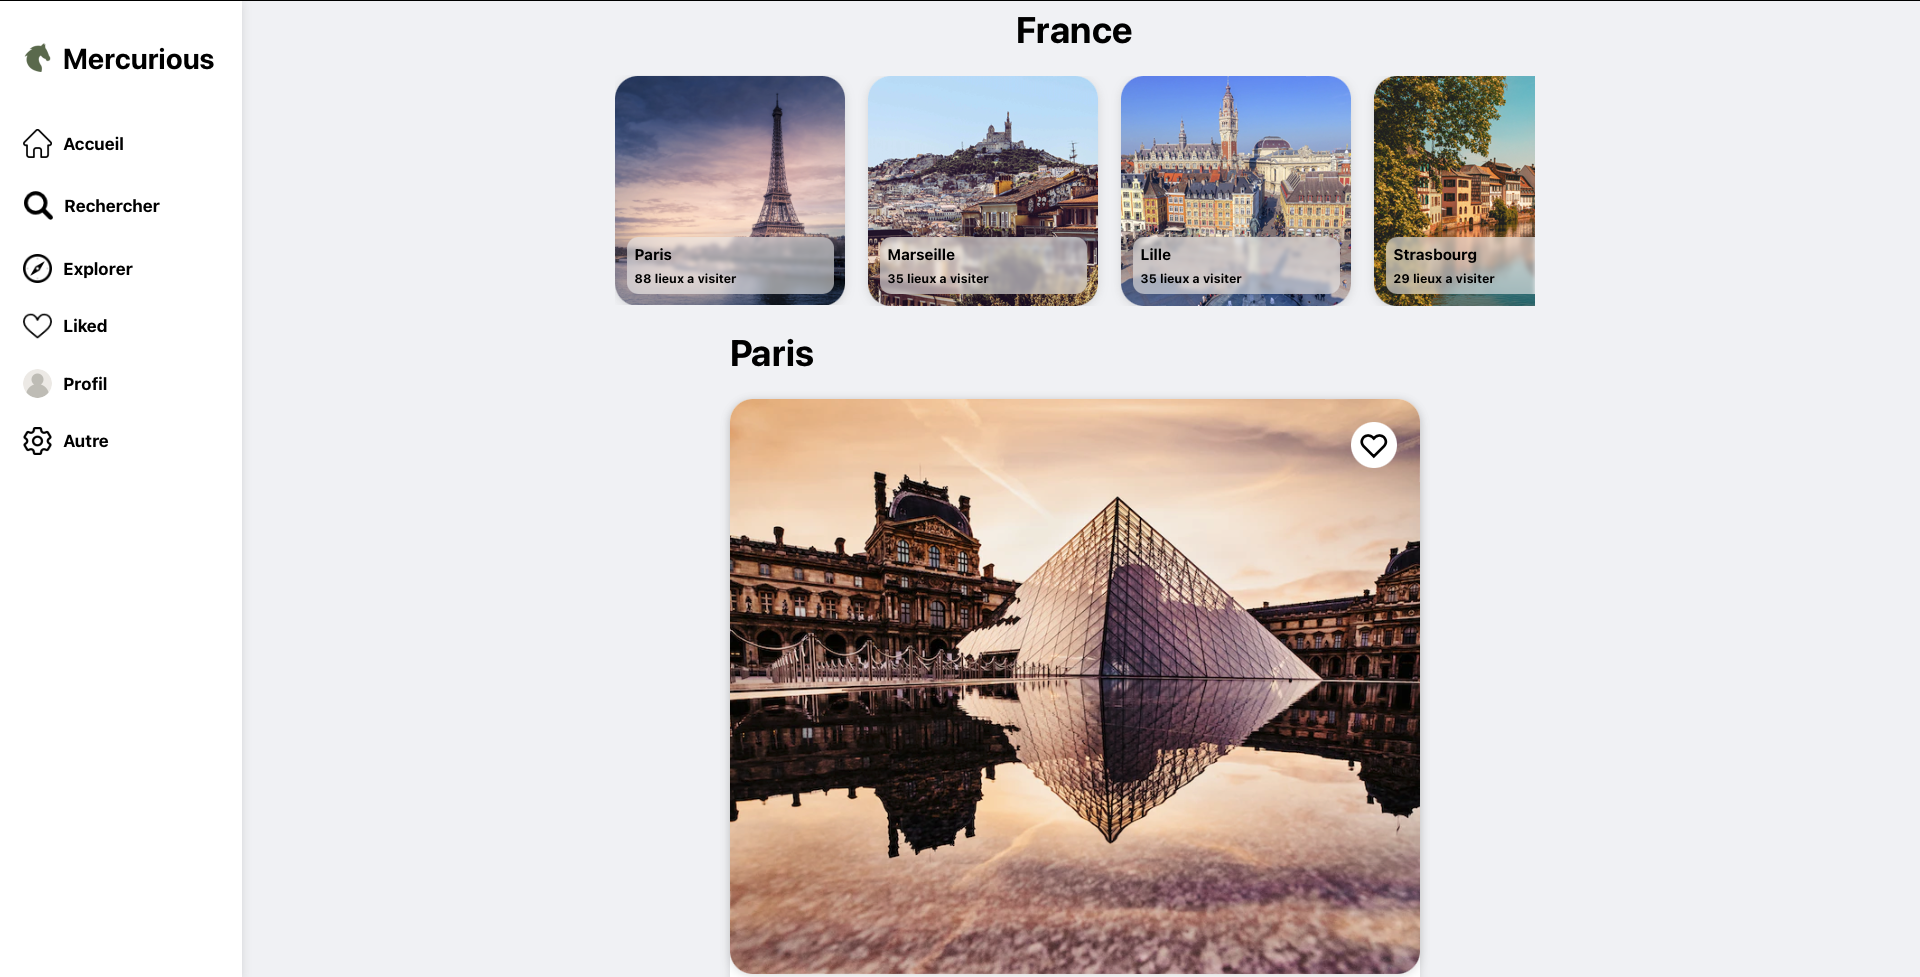 Mercurious
Accueil
Rechercher
Explorer
Liked
Profil
Autre
France
Paris
88 lieux a visiter
Marseille
35 lieux a visiter
Lille
35 lieux a visiter
Strasbourg
29 lieux a visiter
Paris